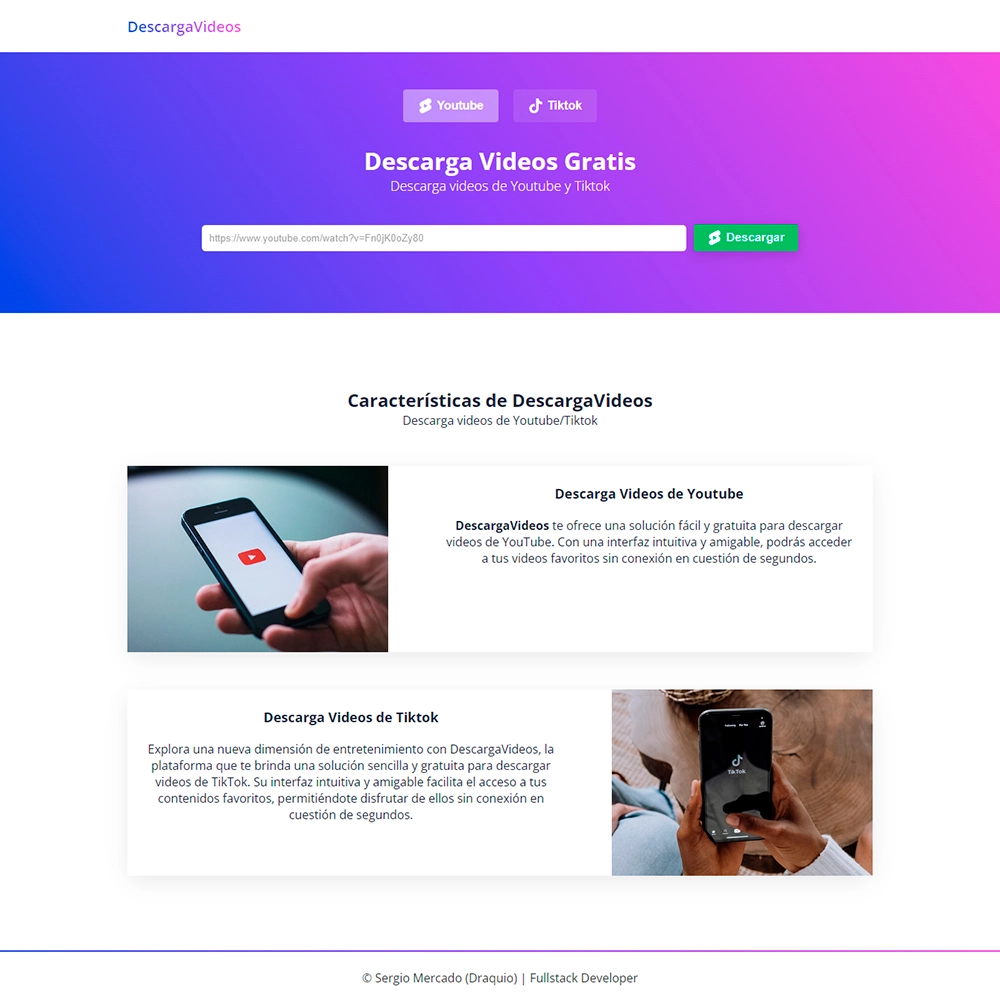 DescargaVideos
Youtube
Tiktok
Descarga Videos Gratis
Descarga videos de Youtube y Tiktok
https://www.youtube.com/watch?v=Fn0jK0oZy80
Descargar
Características de DescargaVideos
Descarga videos de Youtube/Tiktok
Descarga Videos de Youtube
DescargaVideos te ofrece una solución fácil y gratuita para descargar
videos de YouTube. Con una interfaz intuitiva y amigable, podrás acceder
a tus videos favoritos sin conexión en cuestión de segundos.
Descarga Videos de Tiktok
Explora una nueva dimensión de entretenimiento con DescargaVideos, la
plataforma que te brinda una solución sencilla y gratuita para descargar
videos de TikTok. Su interfaz intuitiva y amigable facilita el acceso a tus
contenidos favoritos, permitiéndote disfrutar de ellos sin conexión en
cuestión de segundos.
TikTok
© Sergio Mercado (Draquio) | Fullstack Developer